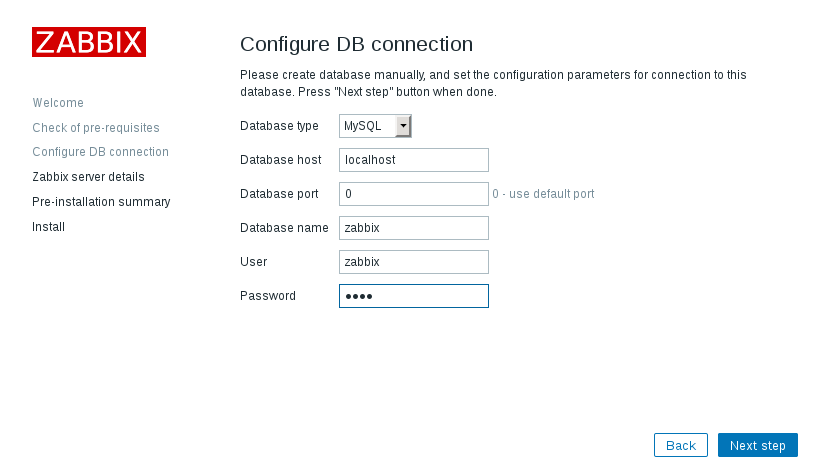 ZABBIX
Welcome
Check of pre-requisites
Configure DB connection
Zabbix server details
Pre-installation summary
Install
Configure DB connection
Please create database manually, and set the configuration parameters for connection to this
database. Press "Next step" button when done.
Database type MySQL
Database host localhost
Database port 0 0 - use default port
Database name zabbix
User zabbix
Password ●●●●
Back Next step